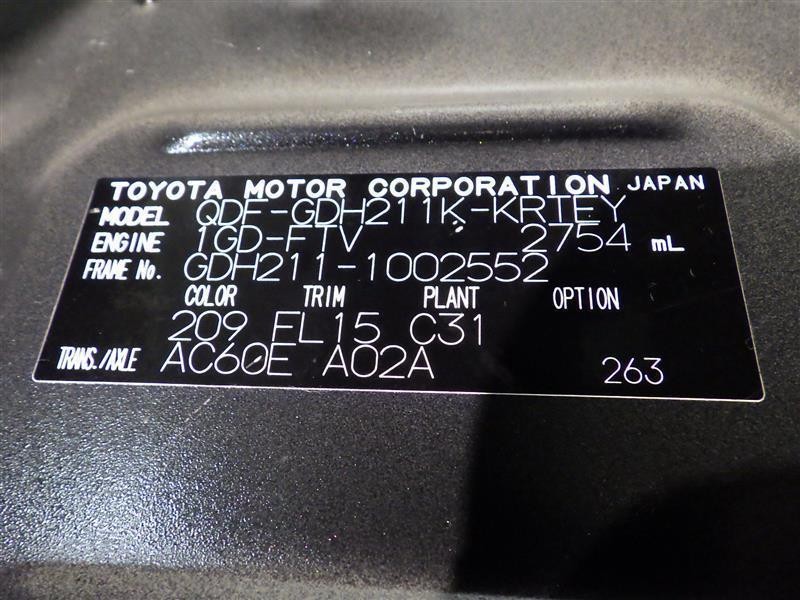 TOYOTA MOTOR CORPORATION JAPAN
MODEL QDF-GDH211K-KRTEY
ENGINE 1GD-FTV 2754 mL
FRAME No. GDH211-1002552
COLOR TRIM PLANT OPTION
209 FL15 C31
TRANS./AXLE AC60E A02A 263